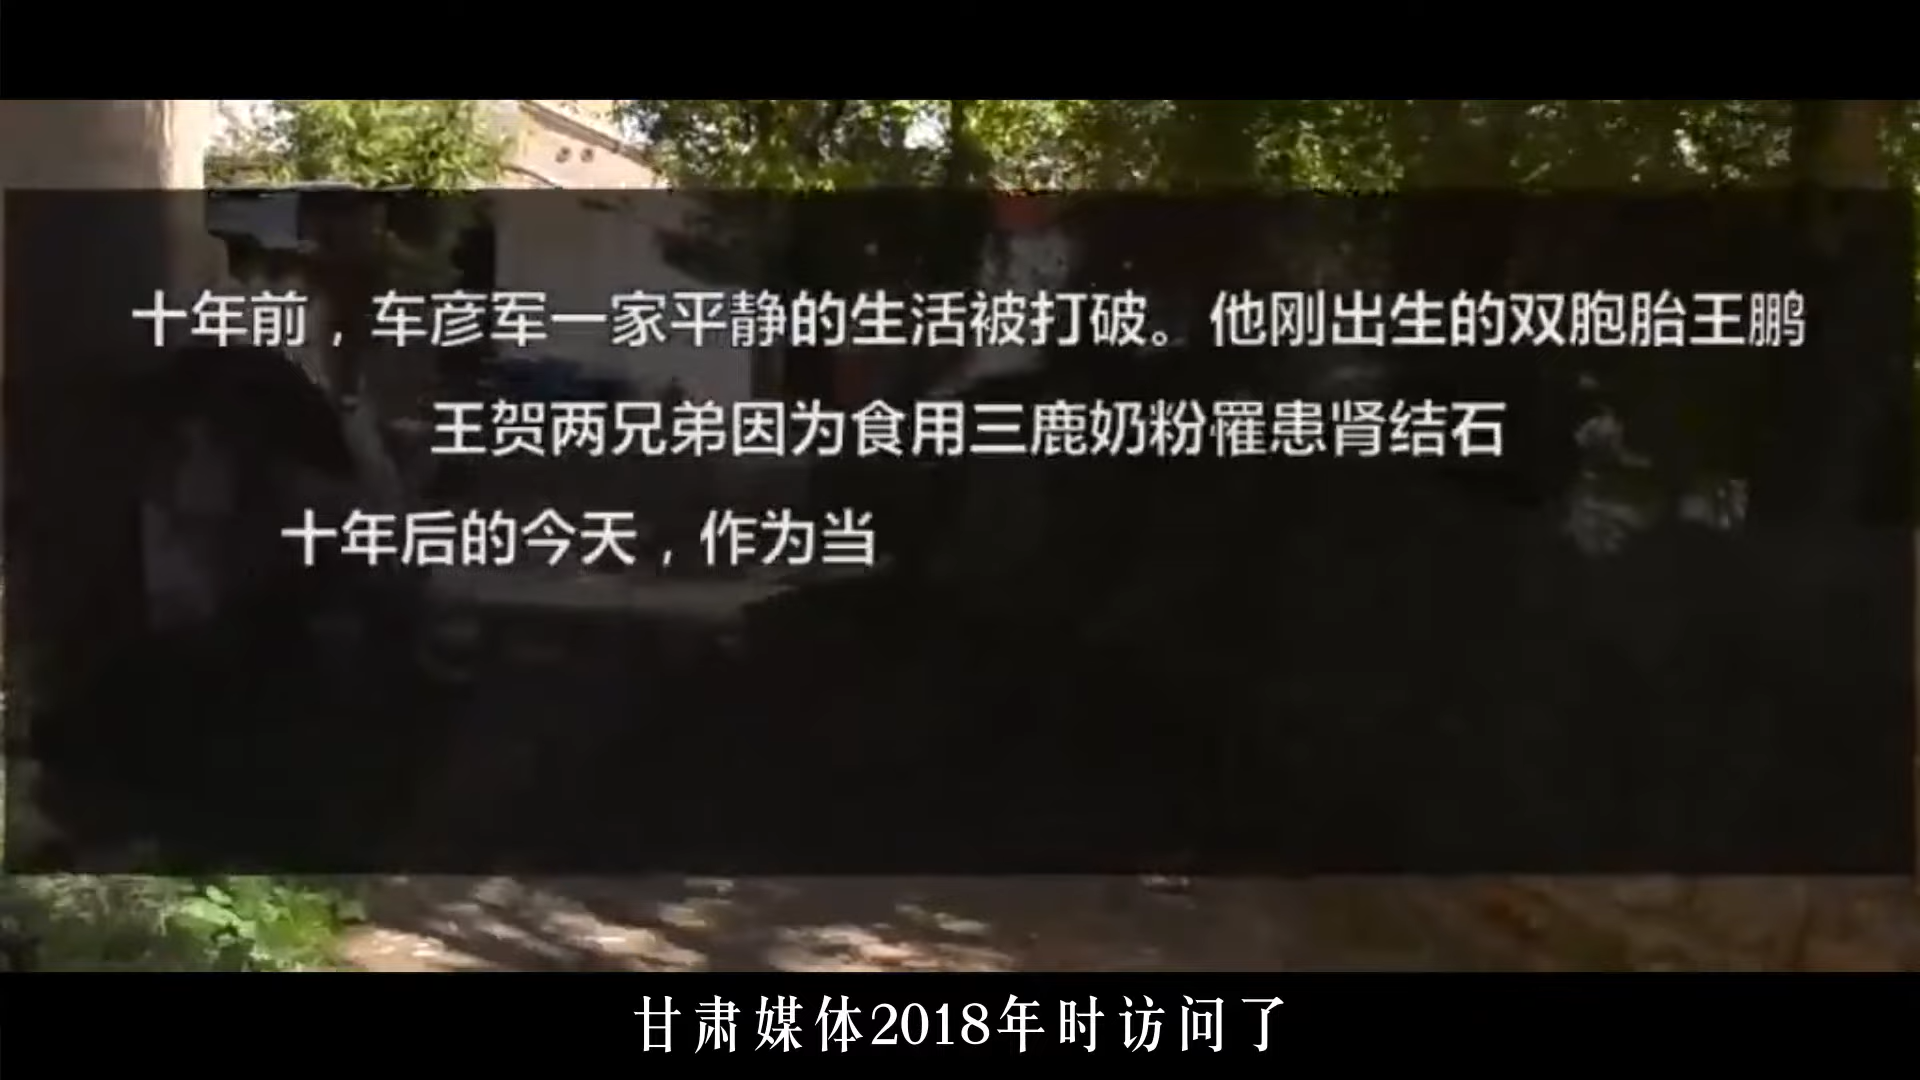 十年前，车彦军一家平静的生活被打破。他刚出生的双胞胎王鹏
王贺两兄弟因为食用三鹿奶粉罹患肾结石
十年后的今天，作为当
甘肃媒体2018年时访问了